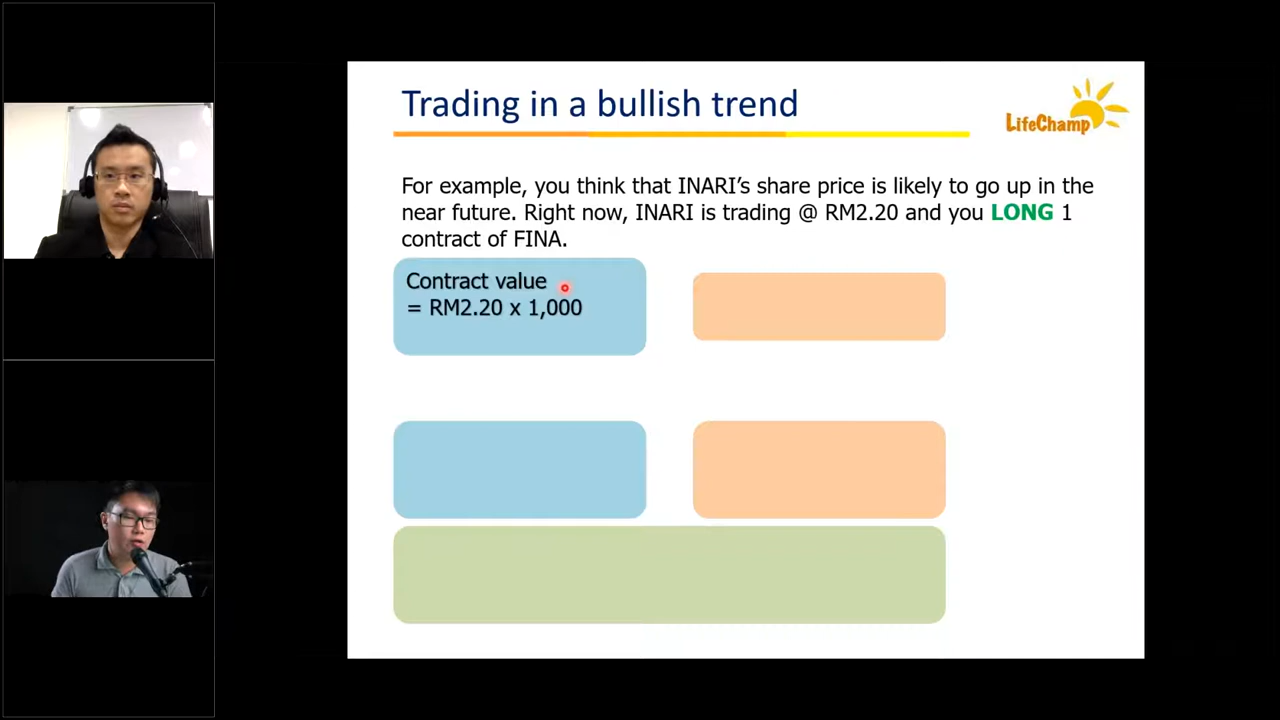 Trading in a bullish trend
LifeChamp
For example, you think that INARI’s share price is likely to go up in the
near future. Right now, INARI is trading @ RM2.20 and you LONG 1
contract of FINA.
Contract value
= RM2.20 x 1,000